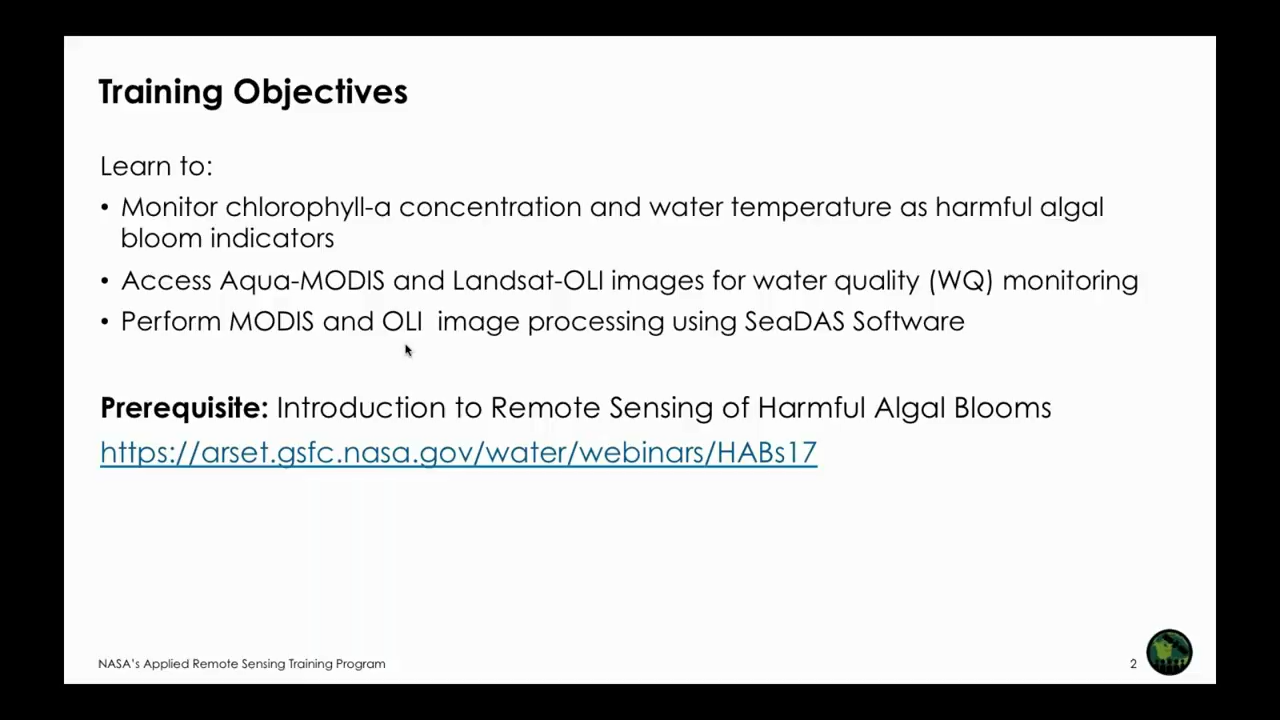 Training Objectives
Learn to:
• Monitor chlorophyll-a concentration and water temperature as harmful algal
bloom indicators
• Access Aqua-MODIS and Landsat-OLI images for water quality (WQ) monitoring
• Perform MODIS and OLI  image processing using SeaDAS Software
Prerequisite: Introduction to Remote Sensing of Harmful Algal Blooms
https://arset.gsfc.nasa.gov/water/webinars/HABs17
NASA's Applied Remote Sensing Training Program
2